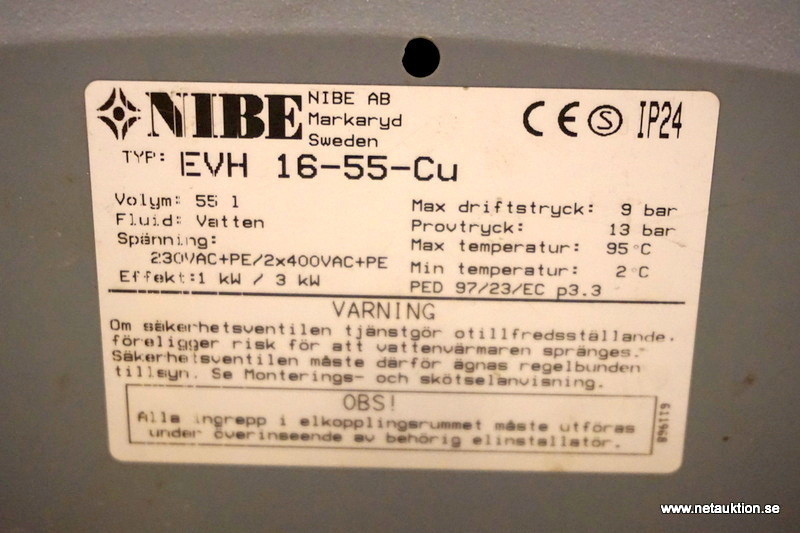 NIBE NIBE AB
Markaryd
Sweden
CE S IP24
TYP: EVH 16-55-Cu
Volym: 55 l
Fluid: Vatten
Spänning:
230VAC+PE/2x400VAC+PE
Effekt:1 kW / 3 kW
Max driftstryck: 9 bar
Provtryck: 13 bar
Max temperatur: 95°C
Min temperatur: 2°C
PED 97/23/EC p3.3
VARNING
Om säkerhetsventilen tjänstgör otillfredsställande,
föreligger risk för att vattenvärmaren spränges.
Säkerhetsventilen måste därför ägnas regelbunden
tillsyn. Se Monterings- och skötselanvisning.
OBS!
Alla ingrepp i elkopplingsrummet måste utföras
under överinseende av behörig elinstallatör.
611968
www.netauktion.se